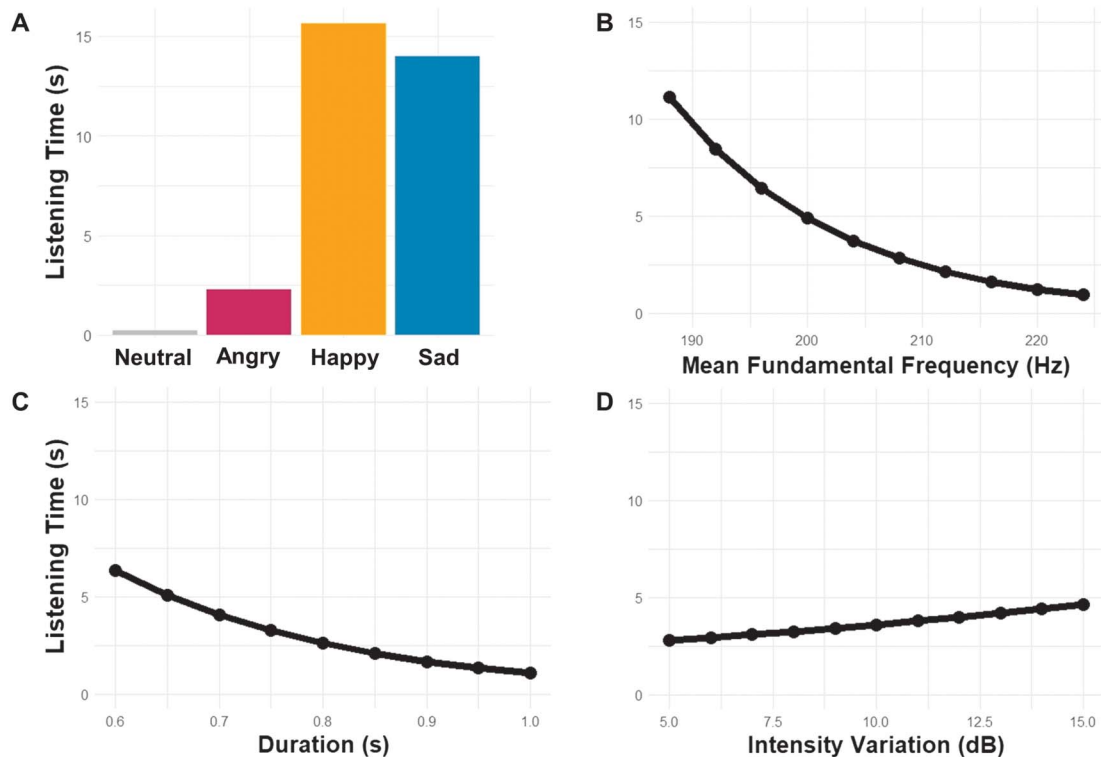 A
Listening Time (s)
15
10
5
0
Neutral Angry Happy Sad
B
15
10
5
0
190 200 210 220
Mean Fundamental Frequency (Hz)
C
Listening Time (s)
15
10
5
0
0.6 0.7 0.8 0.9 1.0
Duration (s)
D
15
10
5
0
5.0 7.5 10.0 12.5 15.0
Intensity Variation (dB)